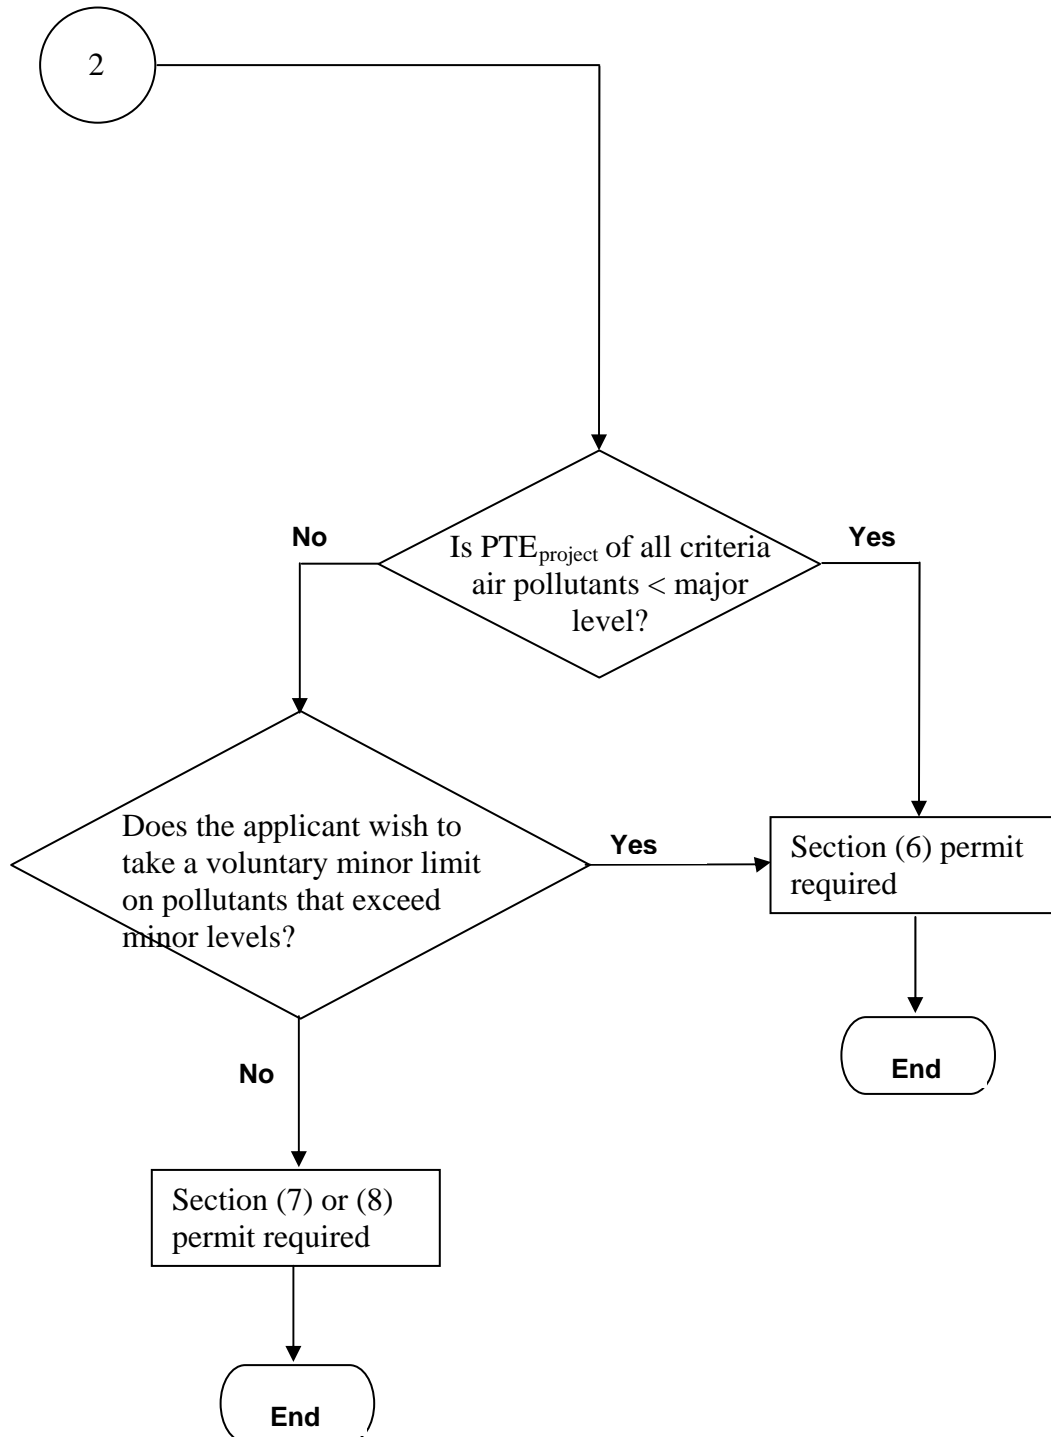 2
No
Yes
Is PTEproject of all criteria
air pollutants < major
level?
Does the applicant wish to
take a voluntary minor limit
on pollutants that exceed
minor levels?
Yes
Section (6) permit
required
End
No
Section (7) or (8)
permit required
End